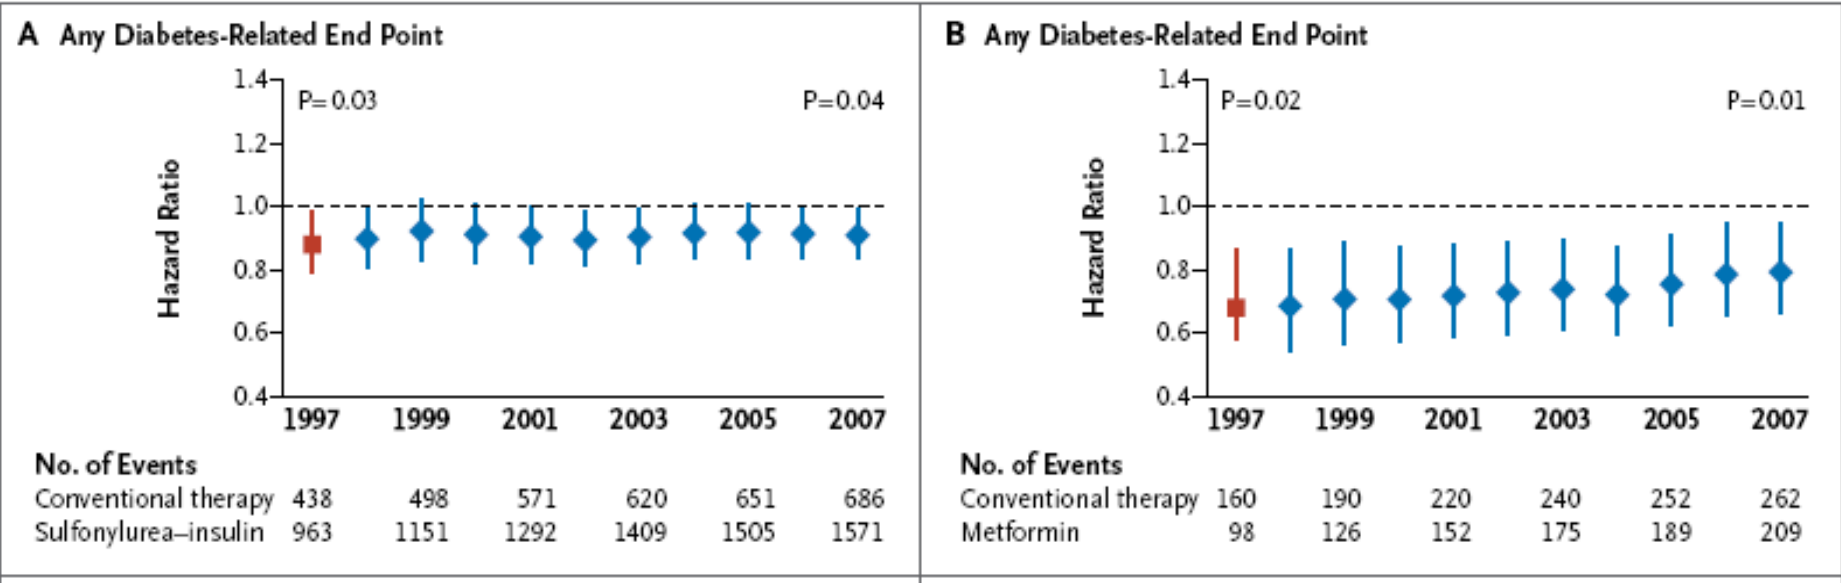 A Any Diabetes-Related End Point
1.4
P=0.03 P=0.04
1.2
Hazard Ratio
1.0
0.8
0.6
0.4
1997 1999 2001 2003 2005 2007
No. of Events
Conventional therapy 438 498 571 620 651 686
Sulfonylurea–insulin 963 1151 1292 1409 1505 1571
B Any Diabetes-Related End Point
1.4
P=0.02 P=0.01
1.2
Hazard Ratio
1.0
0.8
0.6
0.4
1997 1999 2001 2003 2005 2007
No. of Events
Conventional therapy 160 190 220 240 252 262
Metformin 98 126 152 175 189 209